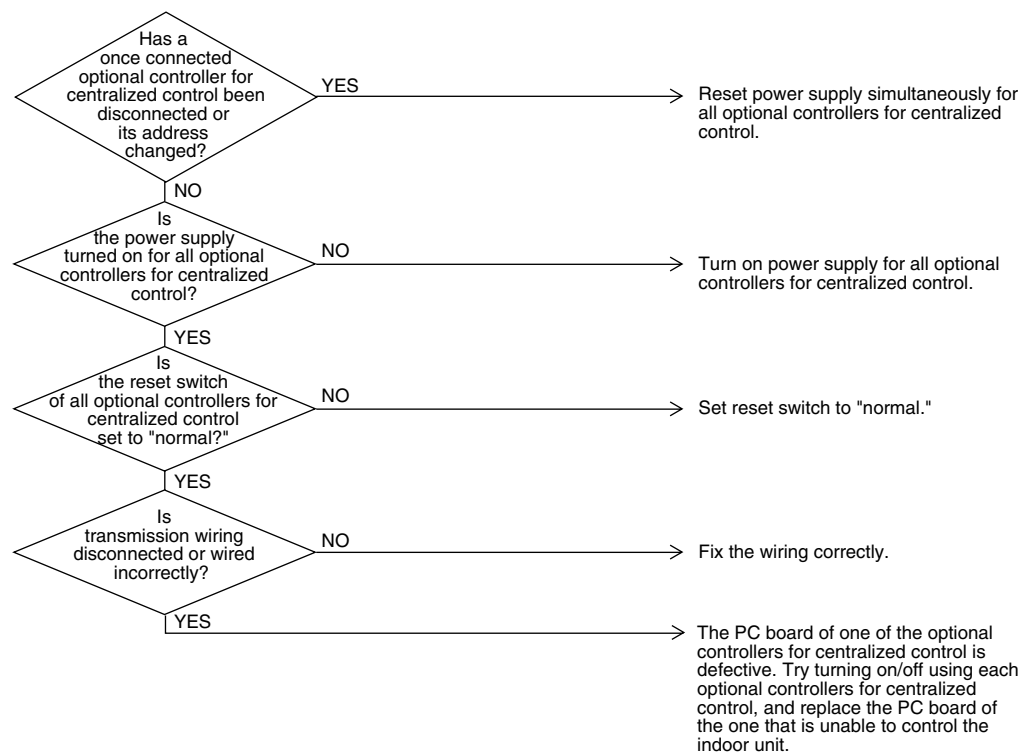 Has a
once connected
optional controller for
centralized control been
disconnected or
its address
changed?
YES
Reset power supply simultaneously for
all optional controllers for centralized
control.
NO
Is
the power supply
turned on for all optional
controllers for centralized
control?
NO
Turn on power supply for all optional
controllers for centralized control.
YES
Is
the reset switch
of all optional controllers for
centralized control
set to "normal?"
NO
Set reset switch to "normal."
YES
Is
transmission wiring
disconnected or wired
incorrectly?
NO
Fix the wiring correctly.
YES
The PC board of one of the optional
controllers for centralized control is
defective. Try turning on/off using each
optional controllers for centralized
control, and replace the PC board of
the one that is unable to control the
indoor unit.